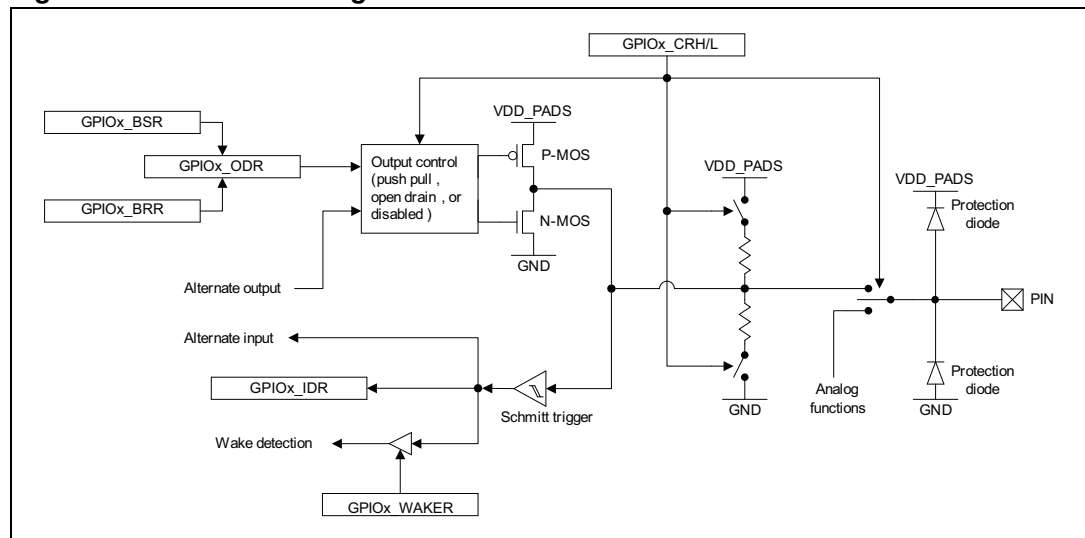 GPIOx_CRH/L
VDD_PADS
GPIOx_BSR
P-MOS
GPIOx_ODR
Output control
(push pull ,
open drain , or
disabled )
VDD_PADS
VDD_PADS
Protection
diode
GPIOx_BRR
N-MOS
GND
Alternate output
PIN
Alternate input
GPIOx_IDR
Schmitt trigger
Analog
functions
Protection
diode
GND
GND
Wake detection
GPIOx_WAKER